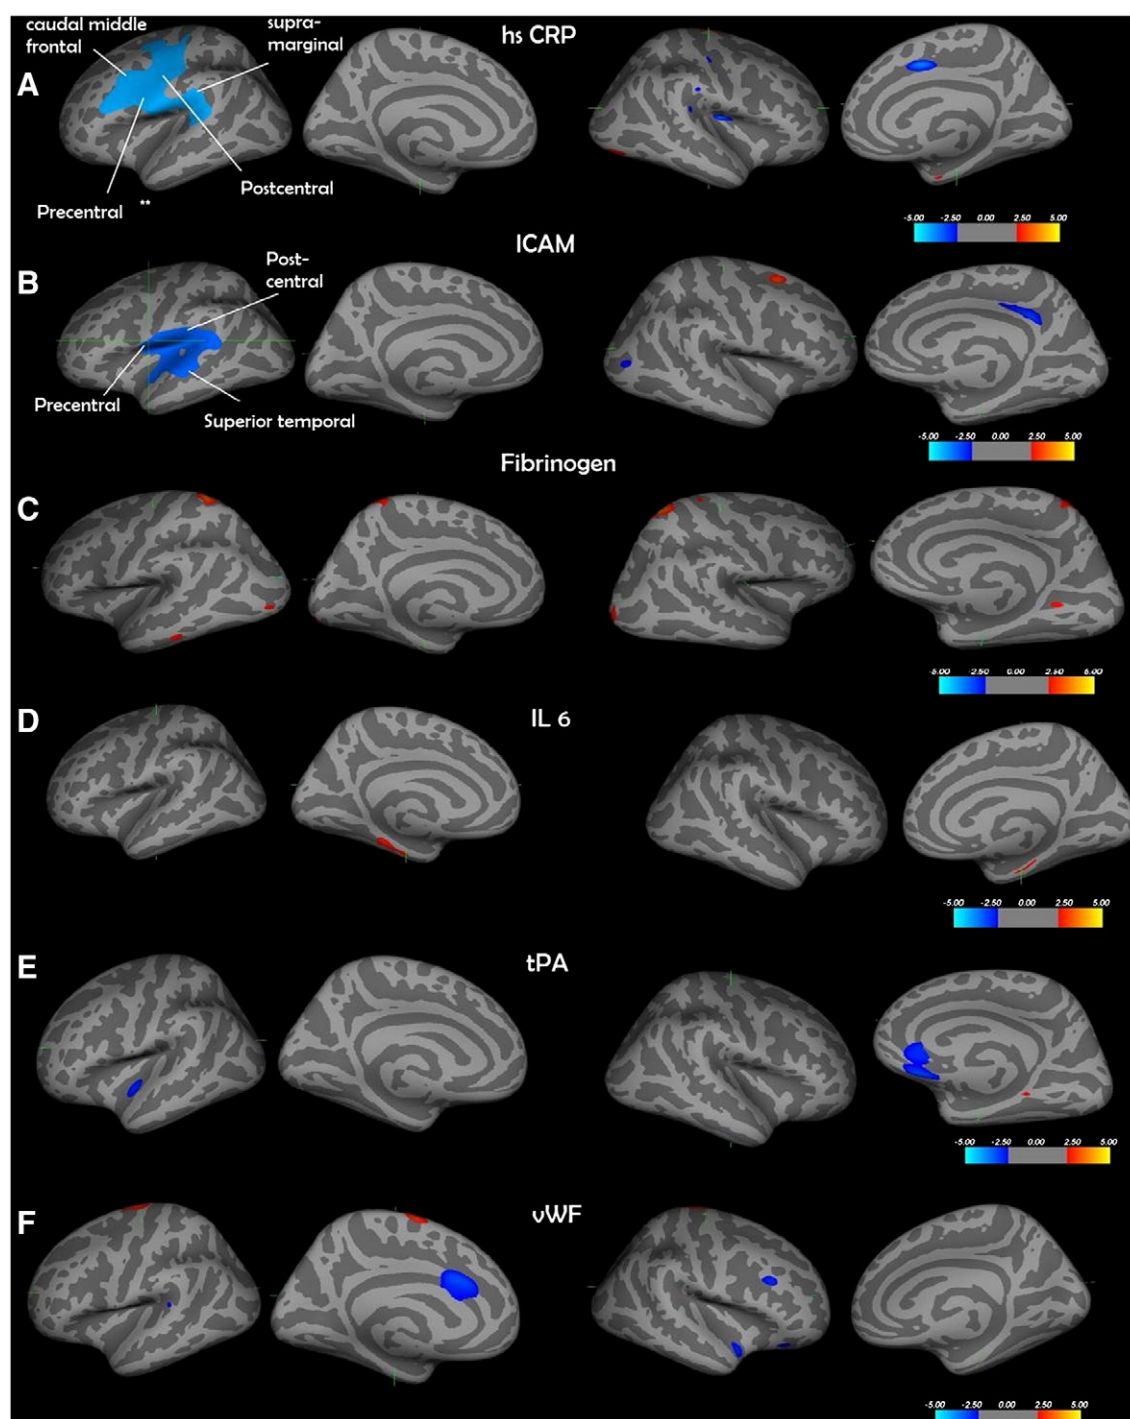 caudal middle
frontal
supra-
marginal
hs CRP
A
Postcentral
Precentral **
-5.00 -2.50 0.00 2.50 5.00
ICAM
B
Post-
central
Precentral
Superior temporal
-5.00 -2.50 0.00 2.50 5.00
Fibrinogen
C
-5.00 -2.50 0.00 2.50 5.00
D
IL 6
-5.00 -2.50 0.00 2.50 5.00
E
tPA
-5.00 -2.50 0.00 2.50 5.00
F
vWF
-5.00 -2.50 0.00 2.50 5.00